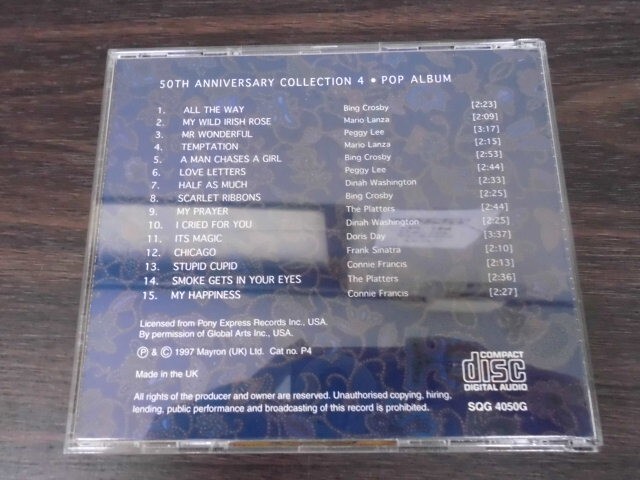 50TH ANNIVERSARY COLLECTION 4 • POP ALBUM
1. ALL THE WAY Bing Crosby [2:23]
2. MY WILD IRISH ROSE Mario Lanza [2:09]
3. MR WONDERFUL Peggy Lee [3:17]
4. TEMPTATION Mario Lanza [2:15]
5. A MAN CHASES A GIRL Bing Crosby [2:53]
6. LOVE LETTERS Peggy Lee [2:44]
7. HALF AS MUCH Dinah Washington [2:33]
8. SCARLET RIBBONS Bing Crosby [2:25]
9. MY PRAYER The Platters [2:44]
10. I CRIED FOR YOU Dinah Washington [2:25]
11. ITS MAGIC Doris Day [3:37]
12. CHICAGO Frank Sinatra [2:10]
13. STUPID CUPID Connie Francis [2:13]
14. SMOKE GETS IN YOUR EYES The Platters [2:36]
15. MY HAPPINESS Connie Francis [2:27]
Licensed from Pony Express Records Inc., USA.
By permission of Global Arts Inc., USA.
℗ & © 1997 Mayron (UK) Ltd. Cat no. P4
Made in the UK
All rights of the producer and owner are reserved. Unauthorised copying, hiring,
lending, public performance and broadcasting of this record is prohibited.
COMPACT
disc
DIGITAL AUDIO
SQG 4050G